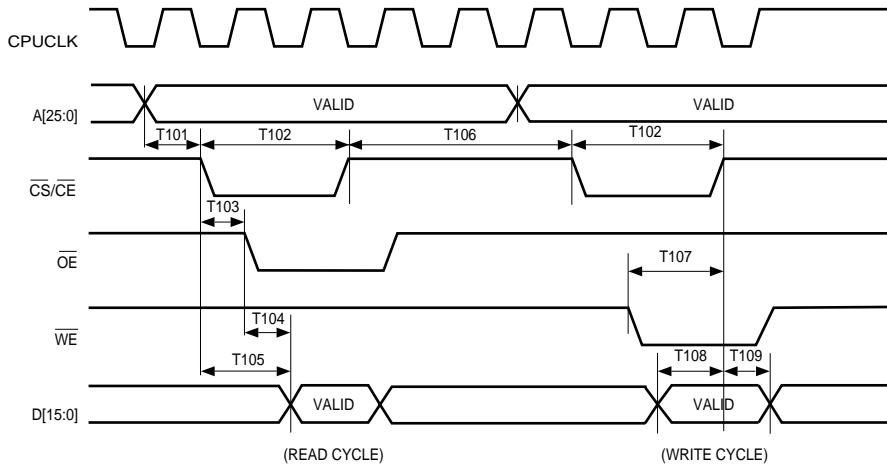 CPUCLK
A[25:0]
VALID
VALID
T101
T102
T106
T102
CS/CE
T103
OE
T107
WE
T104
T105
T108
T109
D[15:0]
VALID
VALID
(READ CYCLE)
(WRITE CYCLE)